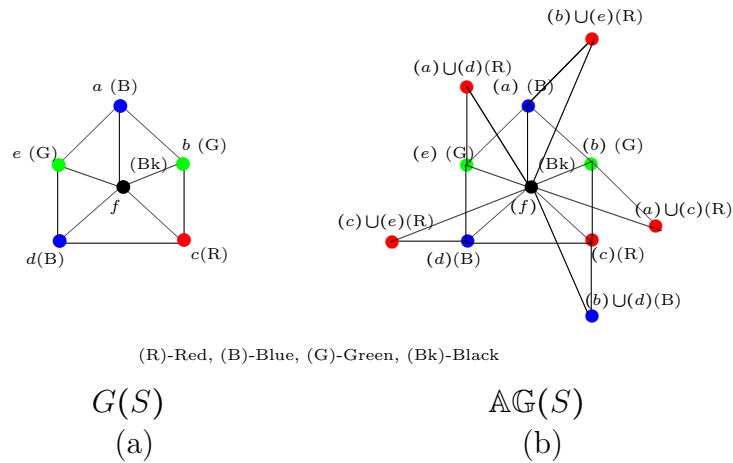 (b)∪(e)(R)
(a)∪(d)(R)
a (B)
(a) (B)
e (G)
b (G)
(Bk)
f
d(B)
c(R)
(e) (G)
(b) (G)
(Bk)
(f)
(a)∪(c)(R)
(c)∪(e)(R)
(d)(B)
(c)(R)
(b)∪(d)(B)
(R)-Red, (B)-Blue, (G)-Green, (Bk)-Black
G(S)
𝔸𝔾(S)
(a)
(b)